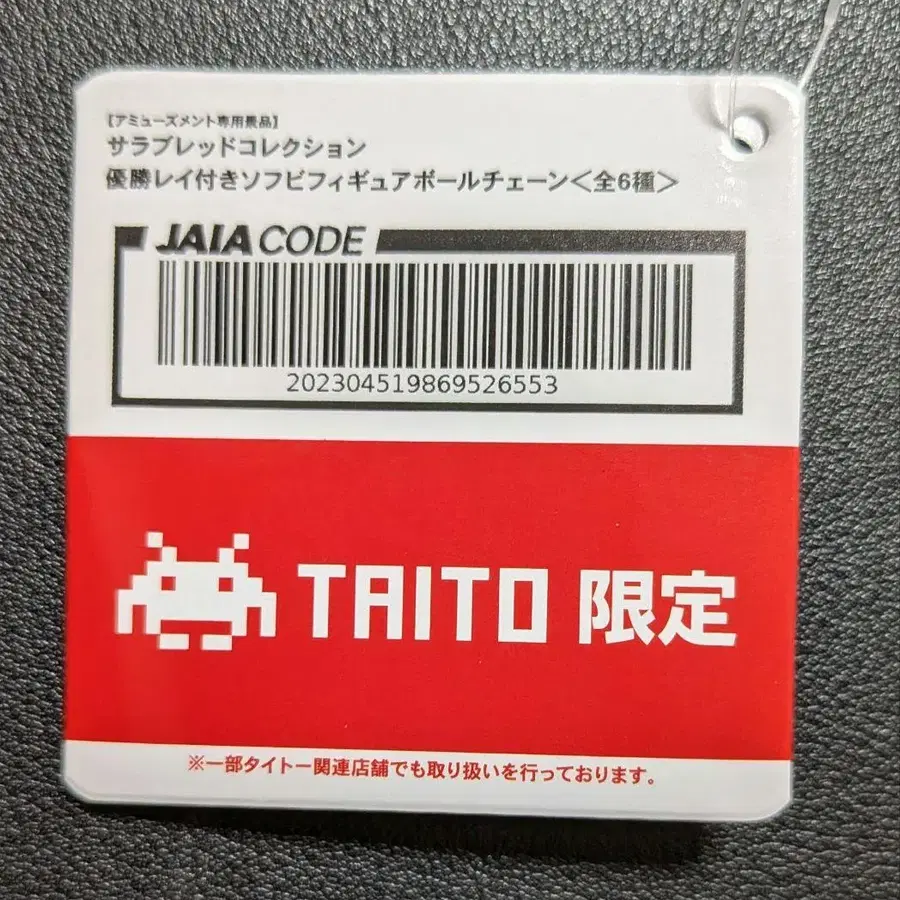 【アミューズメント専用景品】
サラブレッドコレクション
優勝レイ付きソフビフィギュアボールチェーン＜全6種＞
JAIA CODE
202304519869526553
TAITO 限定
※一部タイトー関連店舗でも取り扱いを行っております。